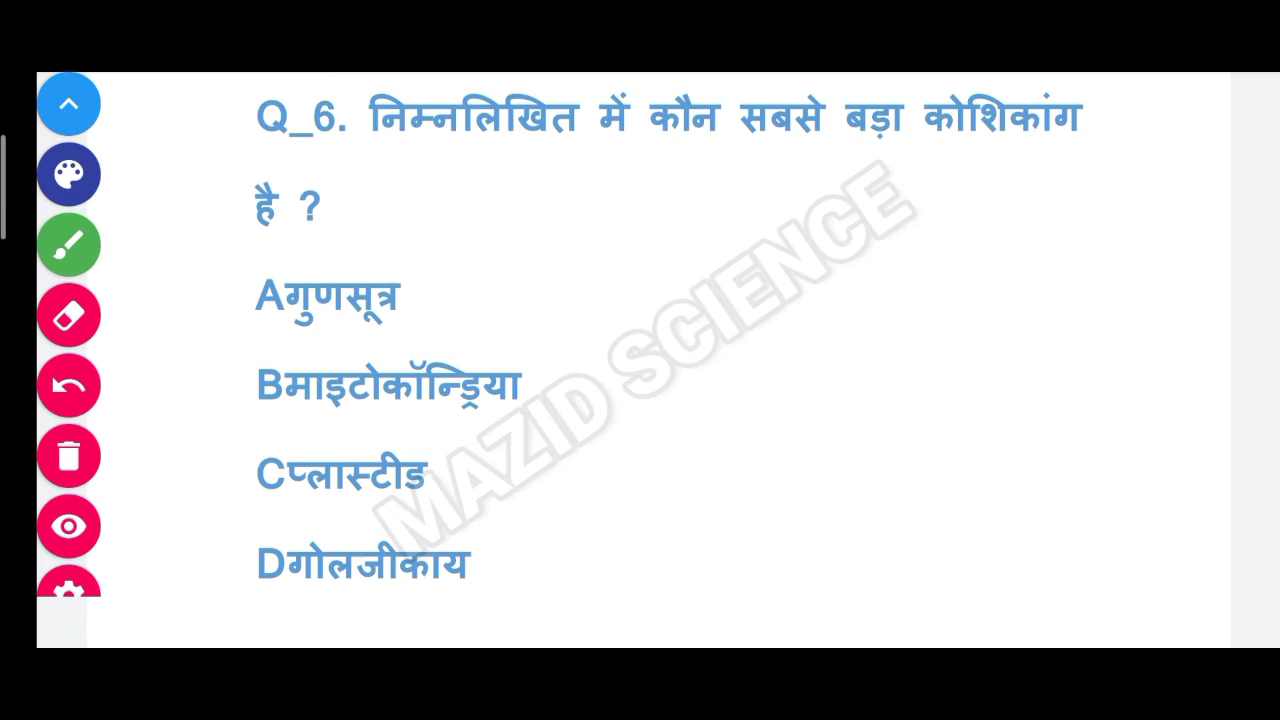 Q_6. निम्नलिखित में कौन सबसे बड़ा कोशिकांग
है ?
Aगुणसूत्र
Bमाइटोकॉन्ड्रिया
Cप्लास्टीड
Dगोलजीकाय
MAZID SCIENCE